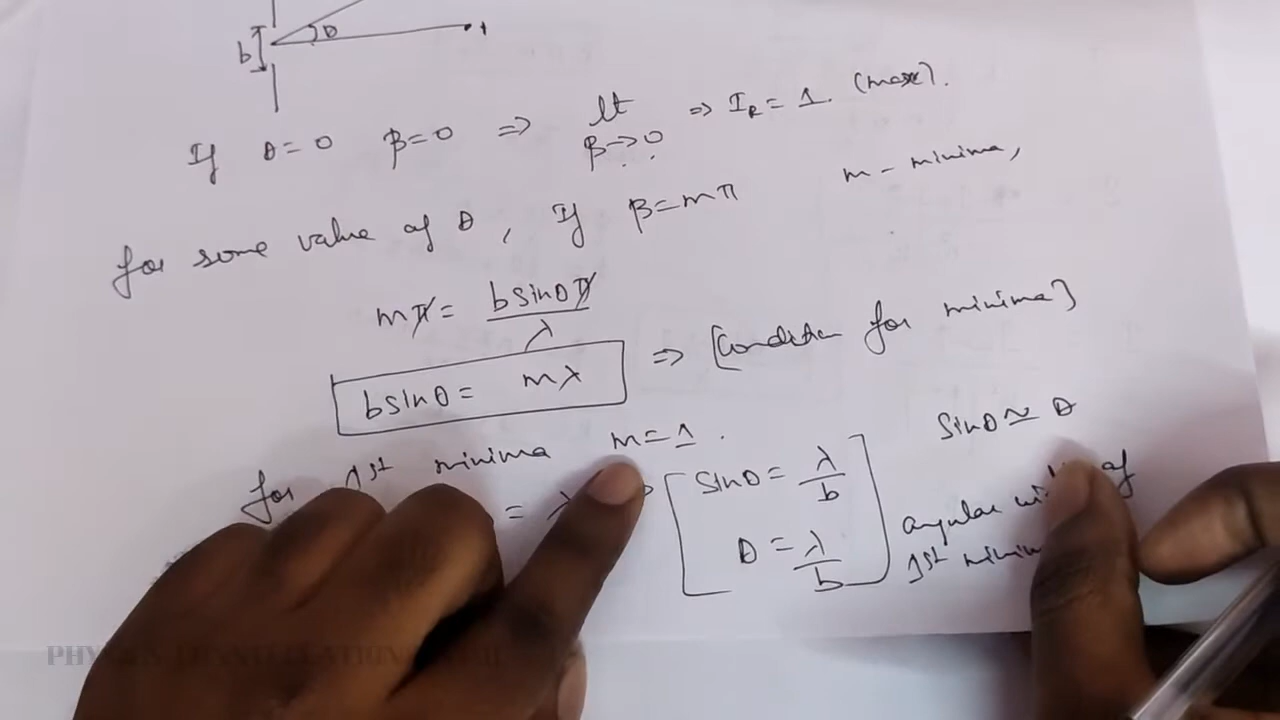 b θ
If θ = 0 β = 0 ⇒ lt β→0 ⇒ I_R = 1. (max).
for some value of θ, If β = mπ m - minima,
mπ = b sinθ π / λ
b sinθ = mλ ⇒ [Condition for minima]
for 1st minima m = 1.
= λ
sinθ = λ / b
θ = λ / b
sinθ ≈ θ
angular of
1st